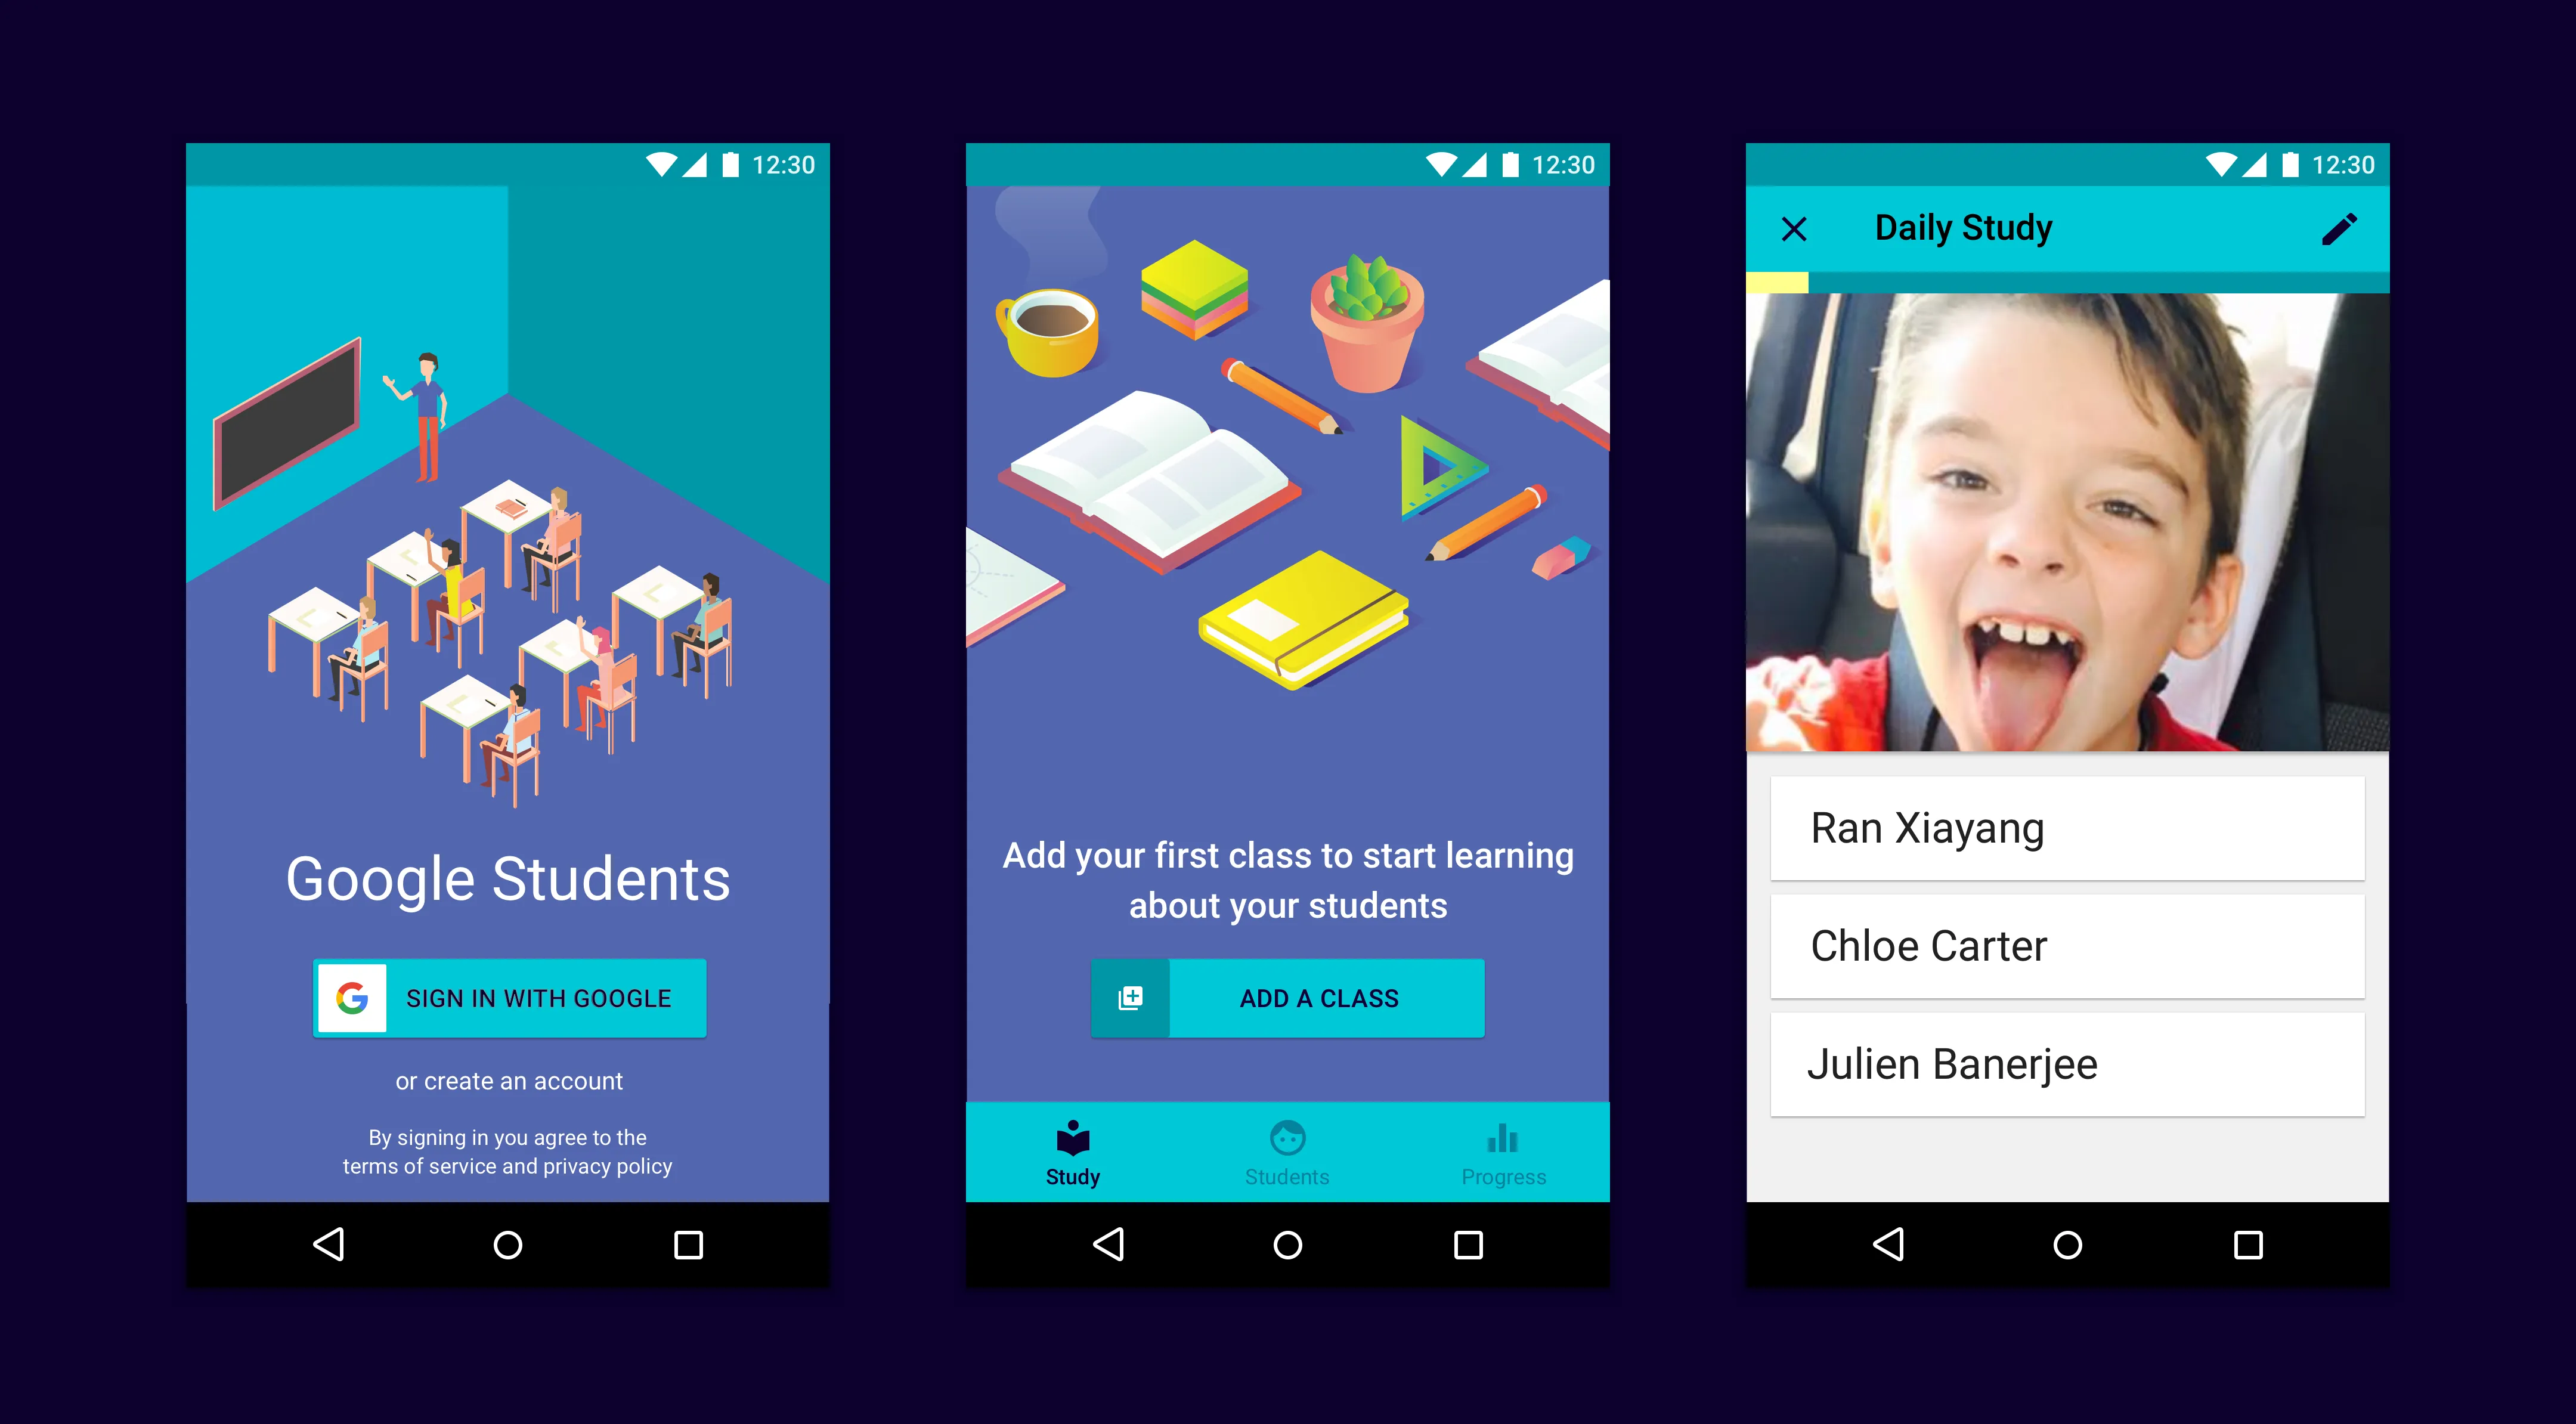 12:30
Google Students
SIGN IN WITH GOOGLE
or create an account
By signing in you agree to the
terms of service and privacy policy
12:30
Add your first class to start learning
about your students
ADD A CLASS
Study
Students
Progress
12:30
Daily Study
Ran Xiayang
Chloe Carter
Julien Banerjee